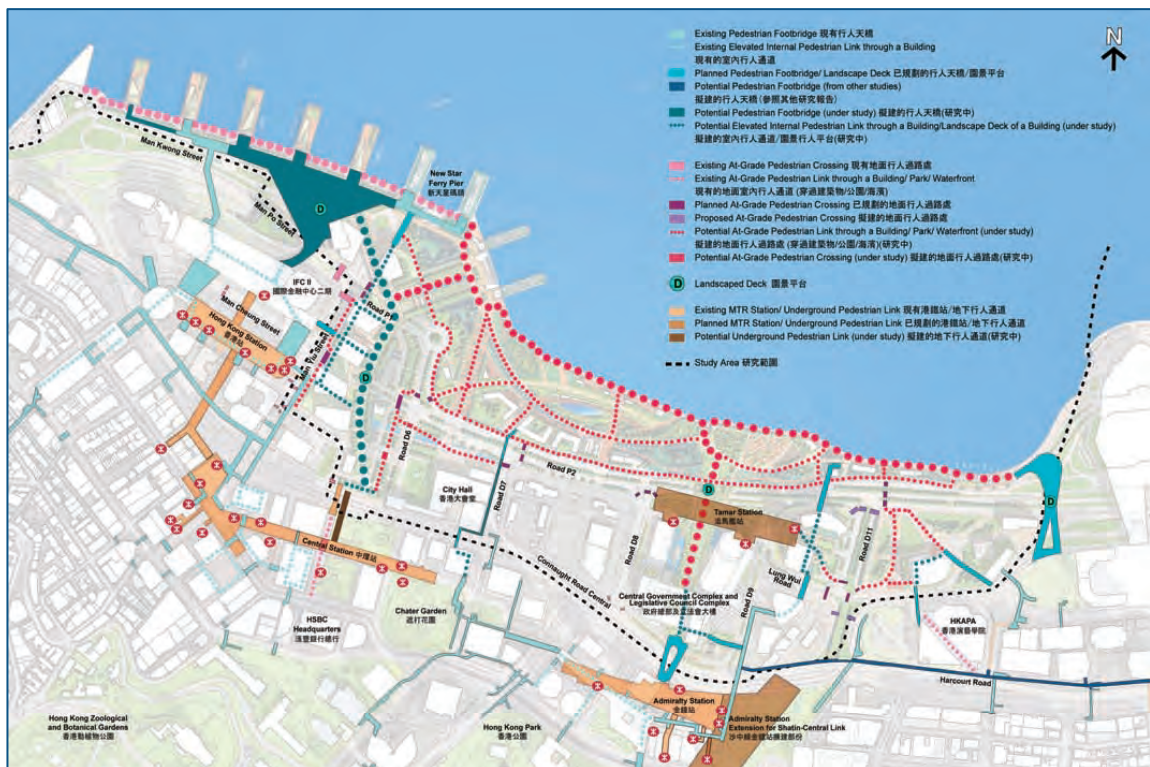 N
Existing Pedestrian Footbridge 現有行人天橋
Existing Elevated Internal Pedestrian Link through a Building
現有的室內行人通道
Planned Pedestrian Footbridge/ Landscape Deck 已規劃的行人天橋/園景平台
Potential Pedestrian Footbridge (from other studies)
擬建的行人天橋(參照其他研究報告)
Potential Pedestrian Footbridge (under study) 擬建的行人天橋(研究中)
Potential Elevated Internal Pedestrian Link through a Building/Landscape Deck of a Building (under study)
擬建的室內行人通道/園景行人平台(研究中)
Existing At-Grade Pedestrian Crossing 現有地面行人過路處
Existing At-Grade Pedestrian Link through a Building/ Park/ Waterfront
現有的地面室內行人通道 (穿過建築物/公園/海濱)
Planned At-Grade Pedestrian Crossing 已規劃的地面行人過路處
Proposed At-Grade Pedestrian Crossing 擬建的地面行人過路處
Potential At-Grade Pedestrian Link through a Building/ Park/ Waterfront (under study)
擬建的地面行人過路處 (穿過建築物/公園/海濱)(研究中)
Potential At-Grade Pedestrian Crossing (under study) 擬建的地面行人過路處(研究中)
D Landscaped Deck 園景平台
Existing MTR Station/ Underground Pedestrian Link 現有港鐵站/地下行人通道
Planned MTR Station/ Underground Pedestrian Link 已規劃的港鐵站/地下行人通道
Potential Underground Pedestrian Link (under study) 擬建的地下行人通道(研究中)
Study Area 研究範圍
Man Kwong Street
New Star
Ferry Pier
新天星碼頭
Man Po Street
D
IFC II
國際金融中心二期
Man Cheung Street
Hong Kong Station
香港站
Road P1
Man Yiu Street
D
Road D6
Road P2
City Hall
香港大會堂
Road D7
D
Tamar Station
添馬艦站
Road D8
Road D11
D
Lung Wui
Road
Central Station 中環站
Connaught Road Central
Central Government Complex and
Legislative Council Complex
政府總部及立法會大樓
Road D9
Chater Garden
遮打花園
HSBC
Headquarters
滙豐銀行總行
HKAPA
香港演藝學院
Harcourt Road
Admiralty Station
金鐘站
Hong Kong Zoological
and Botanical Gardens
香港動植物公園
Hong Kong Park
香港公園
Admiralty Station
Extension for Shatin-Central Link
沙中線金鐘站擴建部份